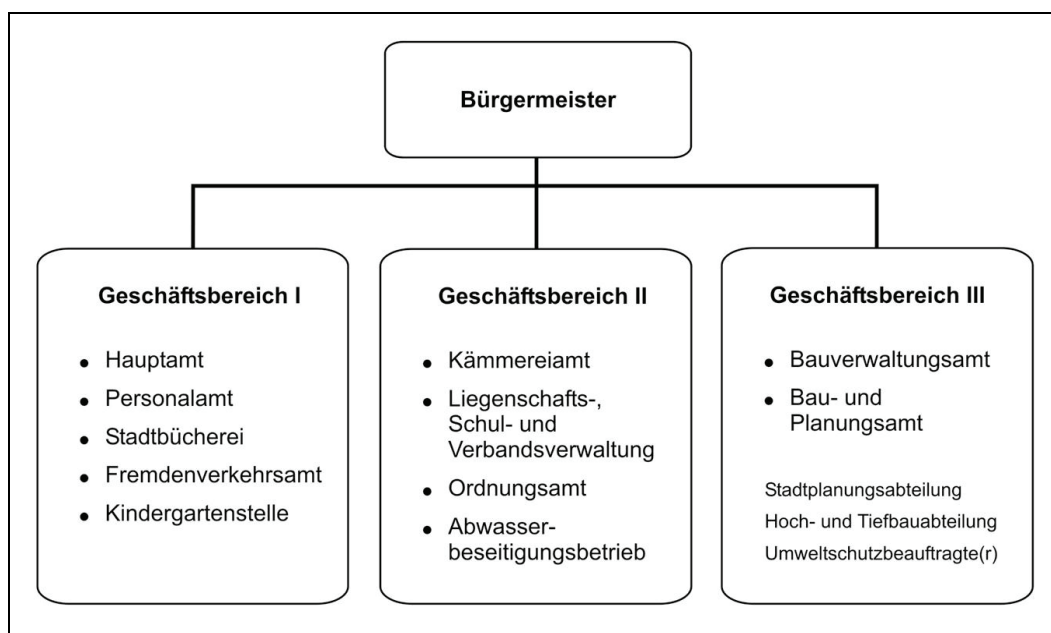 Bürgermeister
Geschäftsbereich I
• Hauptamt
• Personalamt
• Stadtbücherei
• Fremdenverkehrsamt
• Kindergartenstelle
Geschäftsbereich II
• Kämmereiamt
• Liegenschafts-,
Schul- und
Verbandsverwaltung
• Ordnungsamt
• Abwasser-
beseitigungsbetrieb
Geschäftsbereich III
• Bauverwaltungsamt
• Bau- und
Planungsamt
Stadtplanungsabteilung
Hoch- und Tiefbauabteilung
Umweltschutzbeauftragte(r)